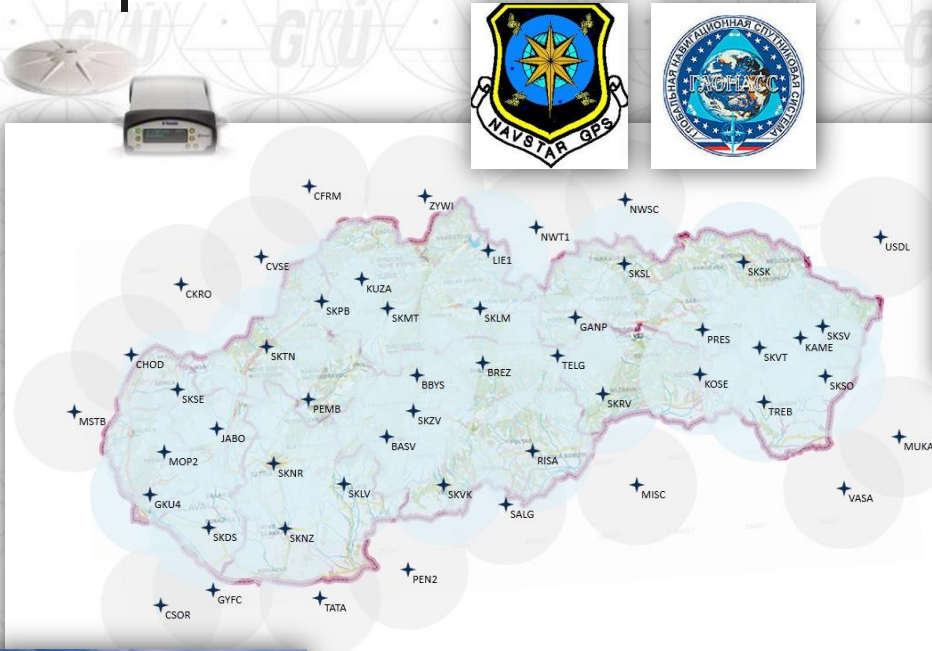 GKÚ
GKÚ
NAVSTAR GPS
ГЛОБАЛЬНАЯ НАВИГАЦИОННАЯ СПУТНИКОВАЯ СИСТЕМА
ГЛОНАСС
CFRM
ZYWI
NWSC
NWT1
USDL
CVSE
LIE1
SKSL
SKSK
CKRO
KUZA
SKPB
SKMT
SKLM
GANP
PRES
SKSV
KAME
SKVT
CHOD
SKTN
BREZ
TELG
BBYS
KOSE
SKSO
SKSE
PEMB
SKRV
TREB
MSTB
SKZV
JABO
BASV
MUKA
MOP2
RISA
SKNR
GKU4
SKLV
SKVK
MISC
VASA
SALG
SKDS
SKNZ
PEN2
GYFC
TATA
CSOR